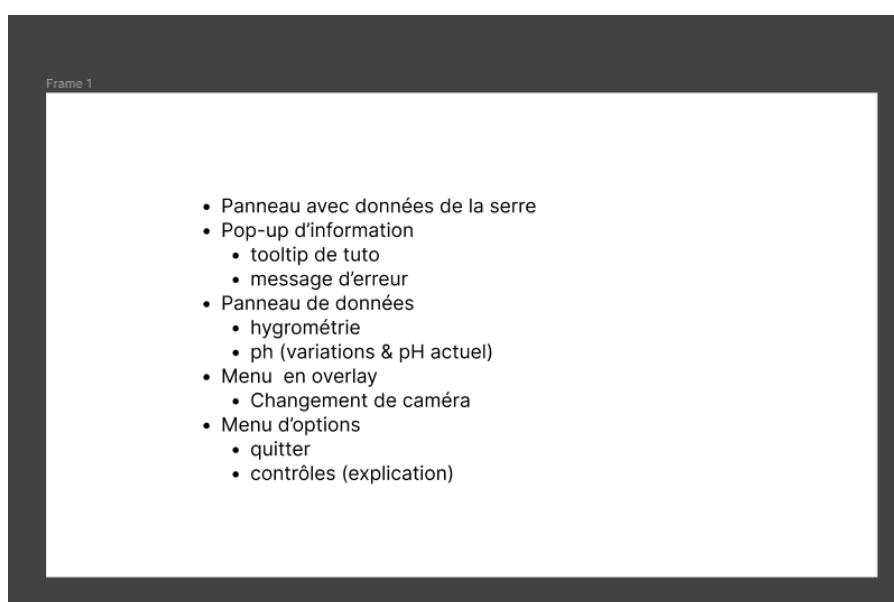 Frame 1
• Panneau avec données de la serre
• Pop-up d'information
• tooltip de tuto
• message d'erreur
• Panneau de données
• hygrométrie
• ph (variations & pH actuel)
• Menu  en overlay
• Changement de caméra
• Menu d'options
• quitter
• contrôles (explication)